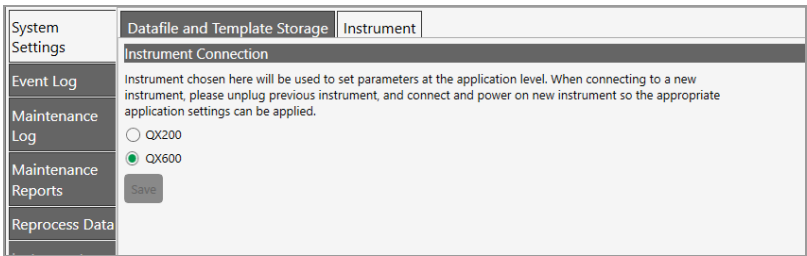 System
Settings
Event Log
Maintenance
Log
Maintenance
Reports
Reprocess Data
Datafile and Template Storage
Instrument
Instrument Connection
Instrument chosen here will be used to set parameters at the application level. When connecting to a new
instrument, please unplug previous instrument, and connect and power on new instrument so the appropriate
application settings can be applied.
QX200
QX600
Save